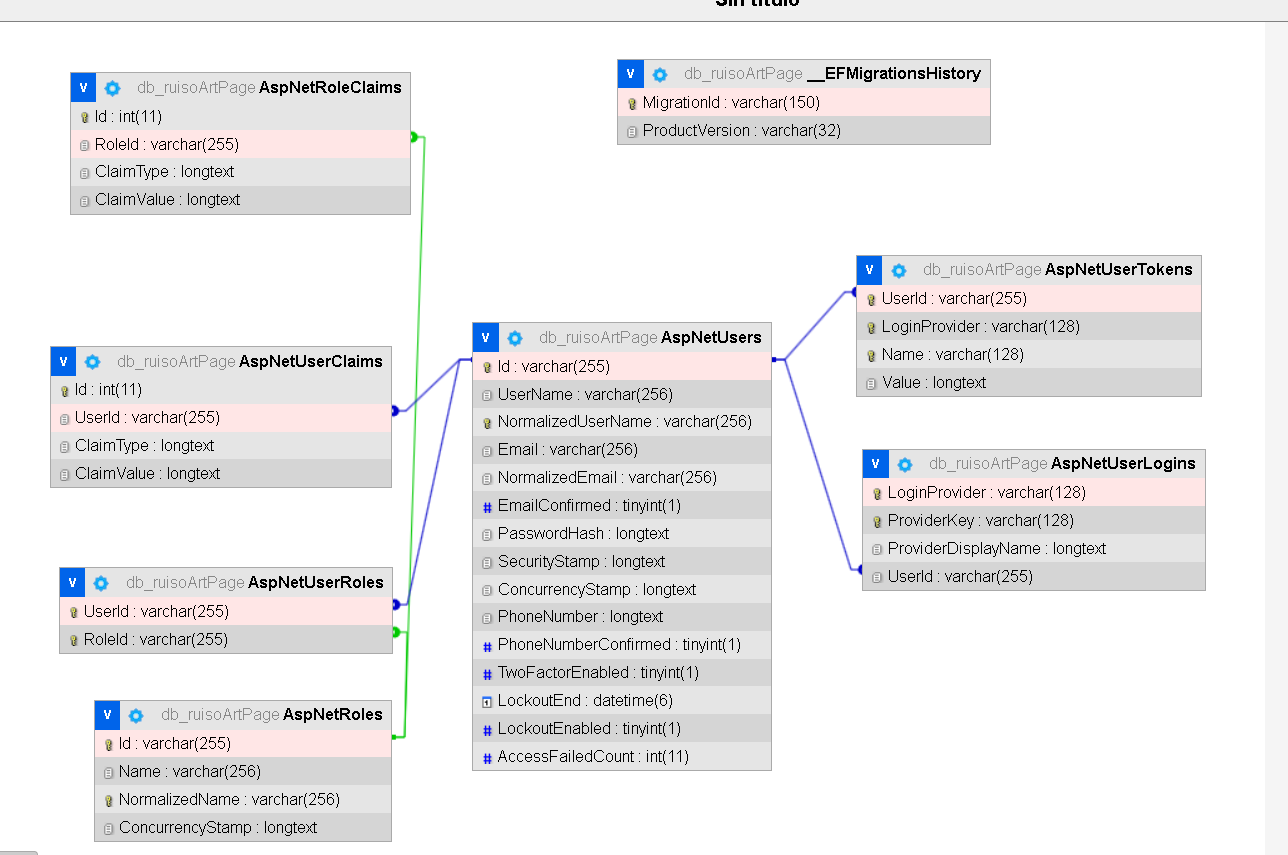 Sin título
v db_ruisoArtPage AspNetRoleClaims
Id : int(11)
RoleId : varchar(255)
ClaimType : longtext
ClaimValue : longtext
v db_ruisoArtPage __EFMigrationsHistory
MigrationId : varchar(150)
ProductVersion : varchar(32)
v db_ruisoArtPage AspNetUserTokens
UserId : varchar(255)
LoginProvider : varchar(128)
Name : varchar(128)
Value : longtext
v db_ruisoArtPage AspNetUsers
Id : varchar(255)
UserName : varchar(256)
NormalizedUserName : varchar(256)
Email : varchar(256)
NormalizedEmail : varchar(256)
# EmailConfirmed : tinyint(1)
PasswordHash : longtext
SecurityStamp : longtext
ConcurrencyStamp : longtext
PhoneNumber : longtext
# PhoneNumberConfirmed : tinyint(1)
# TwoFactorEnabled : tinyint(1)
LockoutEnd : datetime(6)
# LockoutEnabled : tinyint(1)
# AccessFailedCount : int(11)
v db_ruisoArtPage AspNetUserClaims
Id : int(11)
UserId : varchar(255)
ClaimType : longtext
ClaimValue : longtext
v db_ruisoArtPage AspNetUserLogins
LoginProvider : varchar(128)
ProviderKey : varchar(128)
ProviderDisplayName : longtext
UserId : varchar(255)
v db_ruisoArtPage AspNetUserRoles
UserId : varchar(255)
RoleId : varchar(255)
v db_ruisoArtPage AspNetRoles
Id : varchar(255)
Name : varchar(256)
NormalizedName : varchar(256)
ConcurrencyStamp : longtext